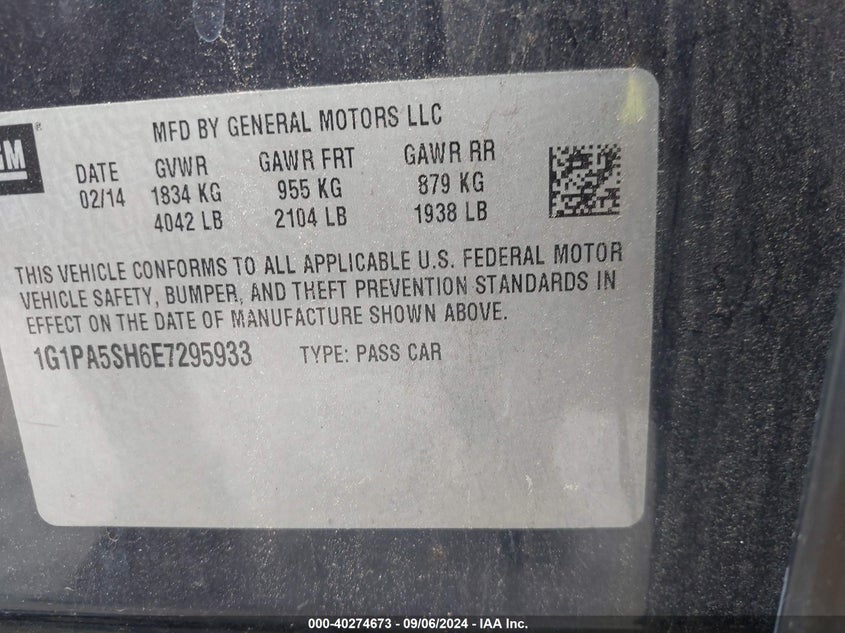 GM®
MFD BY GENERAL MOTORS LLC
DATE GVWR GAWR FRT GAWR RR
02/14 1834 KG 955 KG 879 KG
4042 LB 2104 LB 1938 LB
THIS VEHICLE CONFORMS TO ALL APPLICABLE U.S. FEDERAL MOTOR
VEHICLE SAFETY, BUMPER, AND THEFT PREVENTION STANDARDS IN
EFFECT ON THE DATE OF MANUFACTURE SHOWN ABOVE.
1G1PA5SH6E7295933 TYPE: PASS CAR
000-40274673 - 09/06/2024 - IAA Inc.